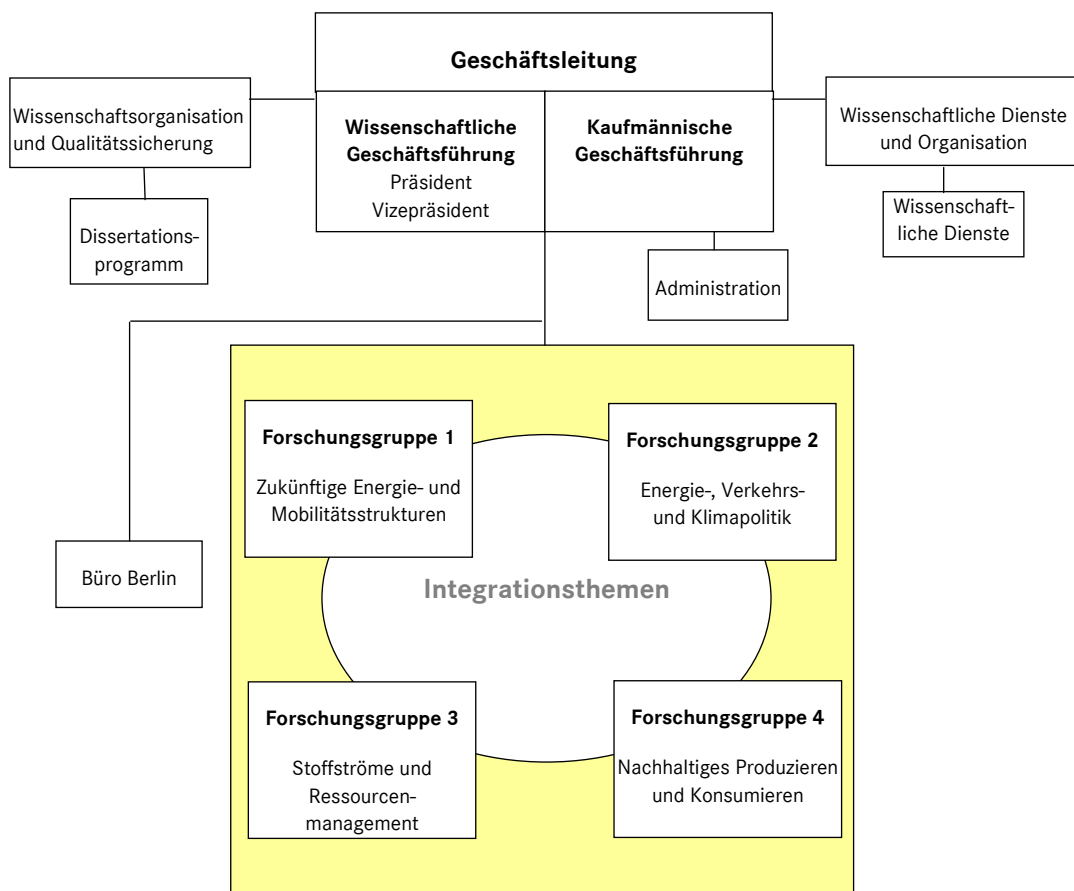 Geschäftsleitung
Wissenschaftsorganisation
und Qualitätssicherung
Wissenschaftliche
Geschäftsführung
Präsident
Vizepräsident
Kaufmännische
Geschäftsführung
Wissenschaftliche Dienste
und Organisation
Dissertations-
programm
Wissenschaft-
liche Dienste
Administration
Büro Berlin
Forschungsgruppe 1
Zukünftige Energie- und
Mobilitätsstrukturen
Forschungsgruppe 2
Energie-, Verkehrs-
und Klimapolitik
Integrationsthemen
Forschungsgruppe 3
Stoffströme und
Ressourcen-
management
Forschungsgruppe 4
Nachhaltiges Produzieren
und Konsumieren